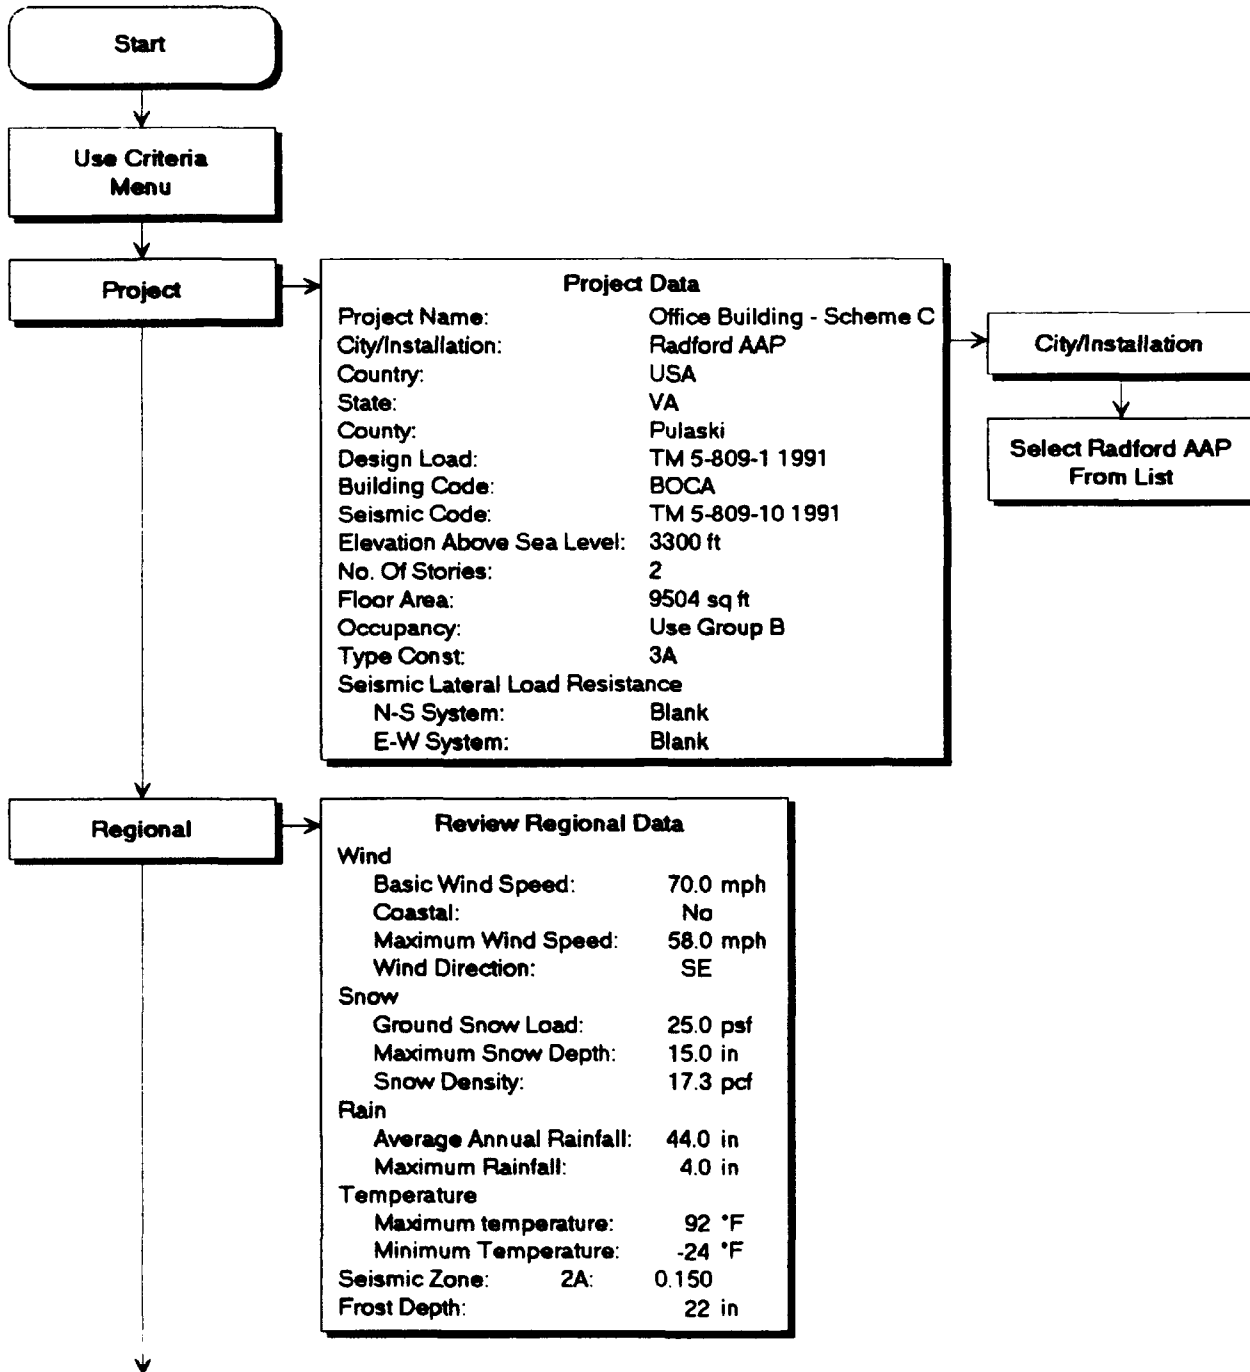 Start
Use Criteria
Menu
Project
Project Data
Project Name: Office Building - Scheme C
City/Installation: Radford AAP
Country: USA
State: VA
County: Pulaski
Design Load: TM 5-809-1 1991
Building Code: BOCA
Seismic Code: TM 5-809-10 1991
Elevation Above Sea Level: 3300 ft
No. Of Stories: 2
Floor Area: 9504 sq ft
Occupancy: Use Group B
Type Const: 3A
Seismic Lateral Load Resistance
N-S System: Blank
E-W System: Blank
City/Installation
Select Radford AAP
From List
Regional
Review Regional Data
Wind
Basic Wind Speed: 70.0 mph
Coastal: No
Maximum Wind Speed: 58.0 mph
Wind Direction: SE
Snow
Ground Snow Load: 25.0 psf
Maximum Snow Depth: 15.0 in
Snow Density: 17.3 pcf
Rain
Average Annual Rainfall: 44.0 in
Maximum Rainfall: 4.0 in
Temperature
Maximum temperature: 92 °F
Minimum Temperature: -24 °F
Seismic Zone: 2A: 0.150
Frost Depth: 22 in